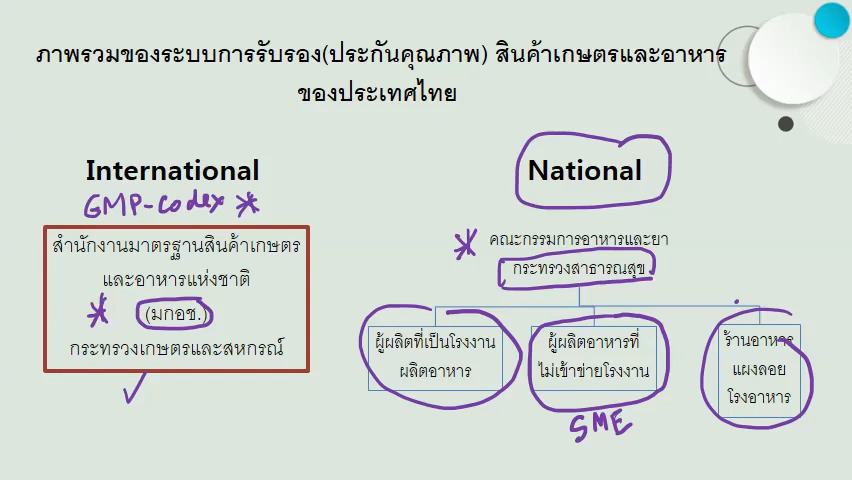 ภาพรวมของระบบการรับรอง(ประกันคุณภาพ) สินค้าเกษตรและอาหาร
ของประเทศไทย
International
GMP-Codex *
สำนักงานมาตรฐานสินค้าเกษตร
และอาหารแห่งชาติ
* (มกอช.)
กระทรวงเกษตรและสหกรณ์
National
* คณะกรรมการอาหารและยา
กระทรวงสาธารณสุข
ผู้ผลิตที่เป็นโรงงาน
ผลิตอาหาร
ผู้ผลิตอาหารที่
ไม่เข้าข่ายโรงงาน
SME
ร้านอาหาร
แผงลอย
โรงอาหาร